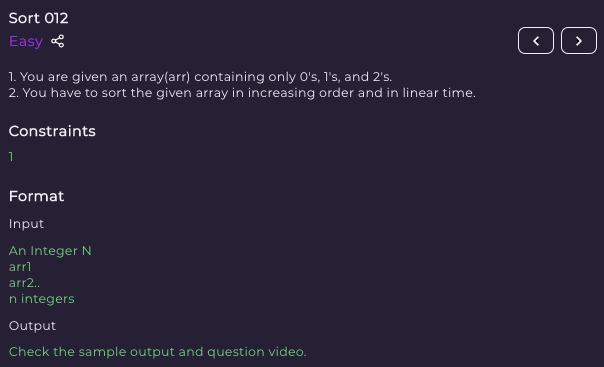 Sort 012
Easy
1. You are given an array(arr) containing only 0's, 1's, and 2's.
2. You have to sort the given array in increasing order and in linear time.
Constraints
1
Format
Input
An Integer N
arr1
arr2..
n integers
Output
Check the sample output and question video.